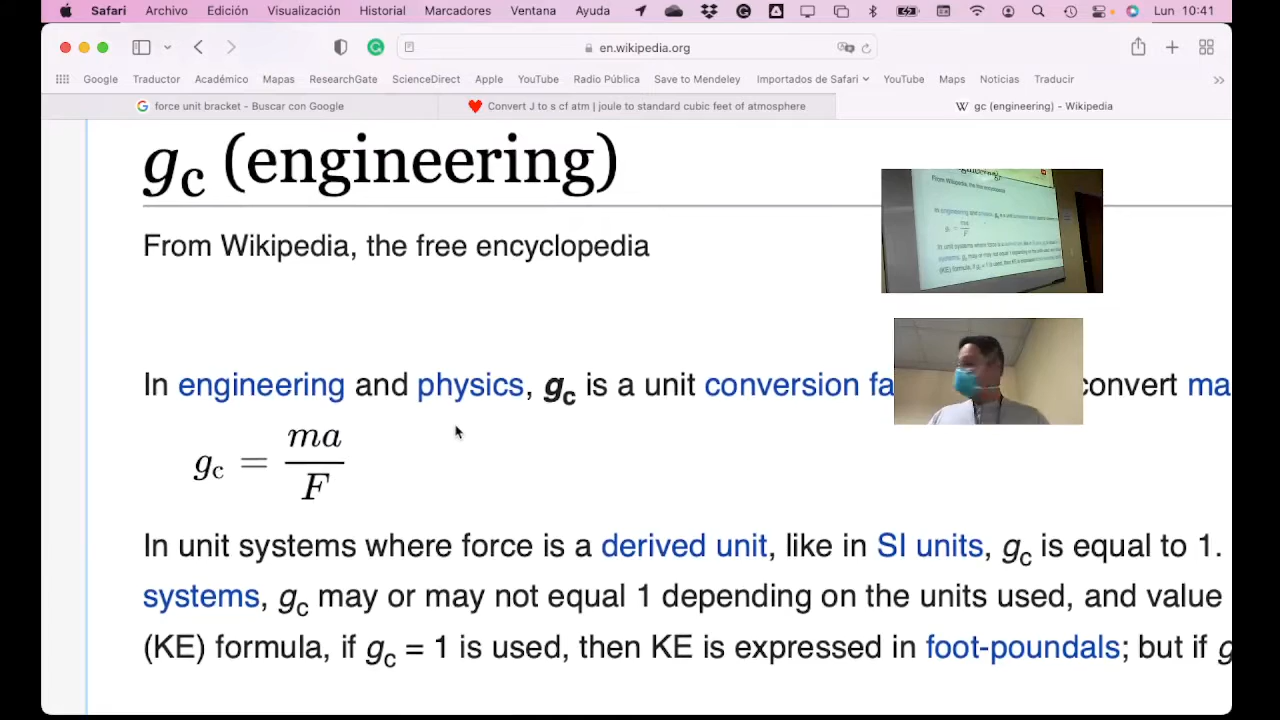 Safari Archivo Edición Visualización Historial Marcadores Ventana Ayuda Lun 10:41
en.wikipedia.org
Google Traductor Académico Mapas ResearchGate ScienceDirect Apple YouTube Radio Pública Save to Mendeley Importados de Safari YouTube Maps Noticias Traducir
force unit bracket - Buscar con Google Convert J to s cf atm | joule to standard cubic feet of atmosphere W gc (engineering) - Wikipedia
gc (engineering)
From Wikipedia, the free encyclopedia
In engineering and physics, gc is a unit conversion fa convert ma
gc = ma
F
In unit systems where force is a derived unit, like in SI units, gc is equal to 1.
systems, gc may or may not equal 1 depending on the units used, and value
(KE) formula, if gc = 1 is used, then KE is expressed in foot-poundals; but if g